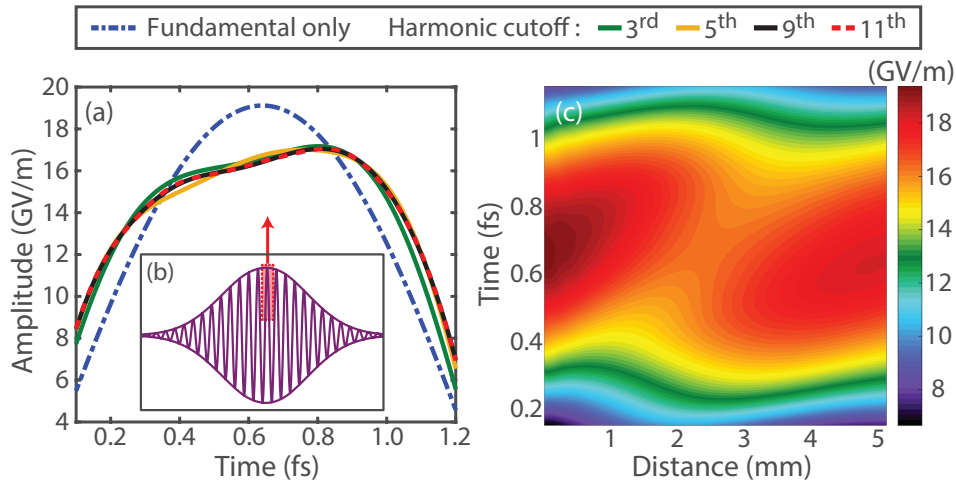 Fundamental only Harmonic cutoff : 3rd 5th 9th 11th
(a)
20
18
16
14
12
10
8
6
4
Amplitude (GV/m)
(b)
0.2 0.4 0.6 0.8 1.0 1.2
Time (fs)
(c)
1
0.8
0.6
0.4
0.2
Time (fs)
1 2 3 4 5
Distance (mm)
(GV/m)
18
16
14
12
10
8